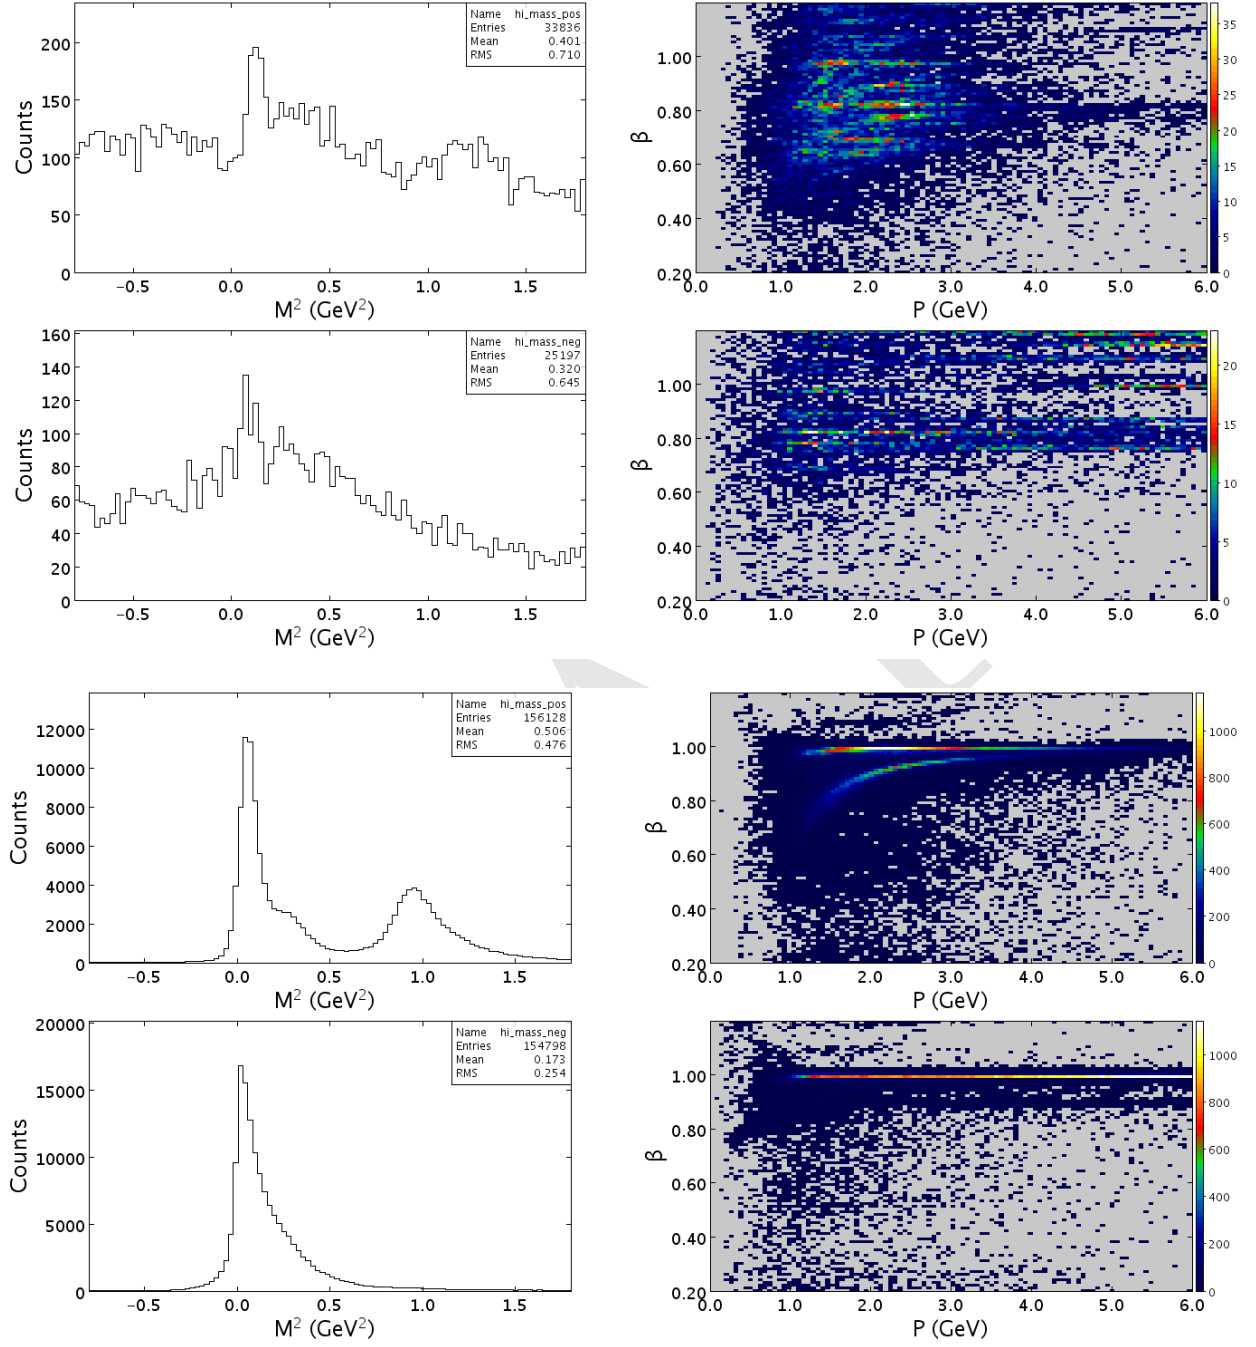 Name hi_mass_pos
Entries 33836
Mean 0.401
RMS 0.710
200
150
100
50
0
Counts
−0.5 0.0 0.5 1.0 1.5
M² (GeV²)
1.00
0.80
0.60
0.40
0.20
β
0.0 1.0 2.0 3.0 4.0 5.0 6.0
P (GeV)
35
30
25
20
15
10
5
0
Name hi_mass_neg
Entries 25197
Mean 0.320
RMS 0.645
160
140
120
100
80
60
40
20
0
Counts
−0.5 0.0 0.5 1.0 1.5
M² (GeV²)
1.00
0.80
0.60
0.40
0.20
β
0.0 1.0 2.0 3.0 4.0 5.0 6.0
P (GeV)
20
15
10
5
0
Name hi_mass_pos
Entries 156128
Mean 0.506
RMS 0.476
12000
10000
8000
6000
4000
2000
0
Counts
−0.5 0.0 0.5 1.0 1.5
M² (GeV²)
1.00
0.80
0.60
0.40
0.20
β
0.0 1.0 2.0 3.0 4.0 5.0 6.0
P (GeV)
1000
800
600
400
200
0
Name hi_mass_neg
Entries 154798
Mean 0.173
RMS 0.254
20000
15000
10000
5000
0
Counts
−0.5 0.0 0.5 1.0 1.5
M² (GeV²)
1.00
0.80
0.60
0.40
0.20
β
0.0 1.0 2.0 3.0 4.0 5.0 6.0
P (GeV)
1000
800
600
400
200
0